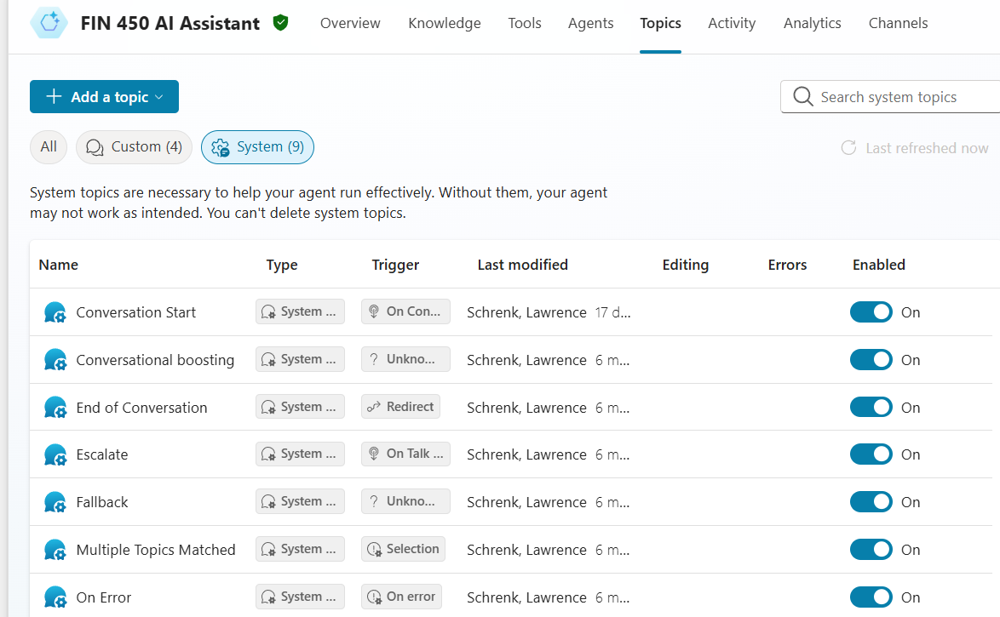 FIN 450 AI Assistant Overview Knowledge Tools Agents Topics Activity Analytics Channels
Add a topic Search system topics
All Custom (4) System (9) Last refreshed now
System topics are necessary to help your agent run effectively. Without them, your agent
may not work as intended. You can't delete system topics.
Name Type Trigger Last modified Editing Errors Enabled
Conversation Start System ... On Con... Schrenk, Lawrence 17 d... On
Conversational boosting System ... Unkno... Schrenk, Lawrence 6 m... On
End of Conversation System ... Redirect Schrenk, Lawrence 6 m... On
Escalate System ... On Talk ... Schrenk, Lawrence 6 m... On
Fallback System ... Unkno... Schrenk, Lawrence 6 m... On
Multiple Topics Matched System ... Selection Schrenk, Lawrence 6 m... On
On Error System ... On error Schrenk, Lawrence 6 m... On